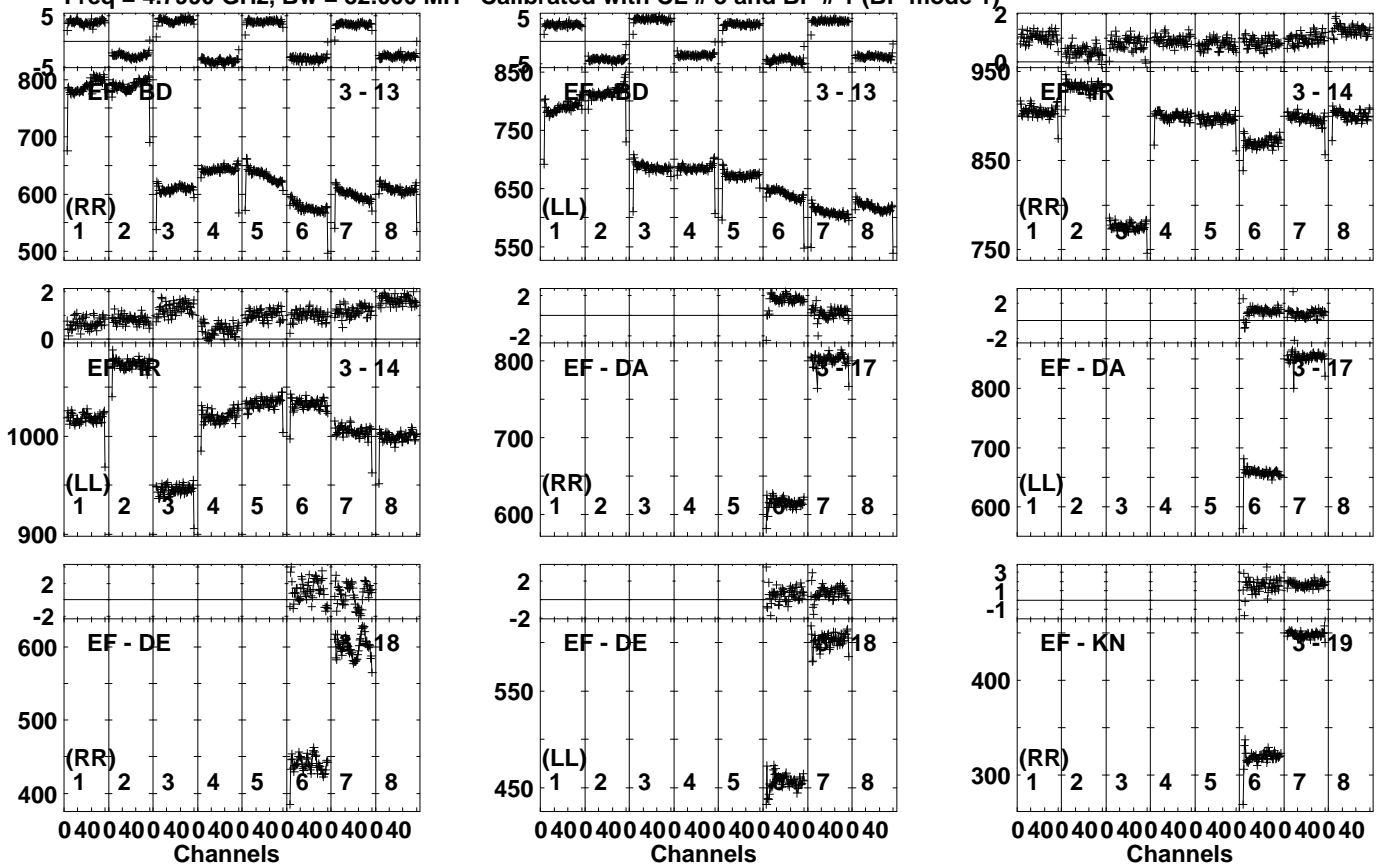 Freq = 4.7990 GHz, Bw = 32.000 MH Calibrated with CL # 3 and BP # 1 (BP mode 1)
5 5 2
-5 -5 0
800 EF - BD 3 - 13 850 EF - BD 3 - 13 950 EF - IR 3 - 14
700 750 850
600 650
(RR) (LL) (RR)
1 2 3 4 5 6 7 8 1 2 3 4 5 6 7 8 1 2 3 4 5 6 7 8
500 550 750
2 2 2
0 -2 -2
EF - IR 3 - 14 800 EF - DA 3 - 17 800 EF - DA 3 - 17
1000 700 700
(LL) (RR) (LL)
1 2 3 4 5 6 7 8 1 2 3 4 5 6 7 8 1 2 3 4 5 6 7 8
900 600 600
2 2 3
1
-2 -2 -1
600 EF - DE 3 - 18 EF - DE 3 - 18 EF - KN 3 - 19
500 550 400
(RR) (LL) (RR)
1 2 3 4 5 6 7 8 1 2 3 4 5 6 7 8 1 2 3 4 5 6 7 8
400 450 300
0 40 0 40 0 40 0 40 0 40 0 40 0 40 0 40 0 40 0 40 0 40 0 40 0 40 0 40 0 40 0 40 0 40 0 40 0 40 0 40 0 40 0 40 0 40 0 40
Channels Channels Channels